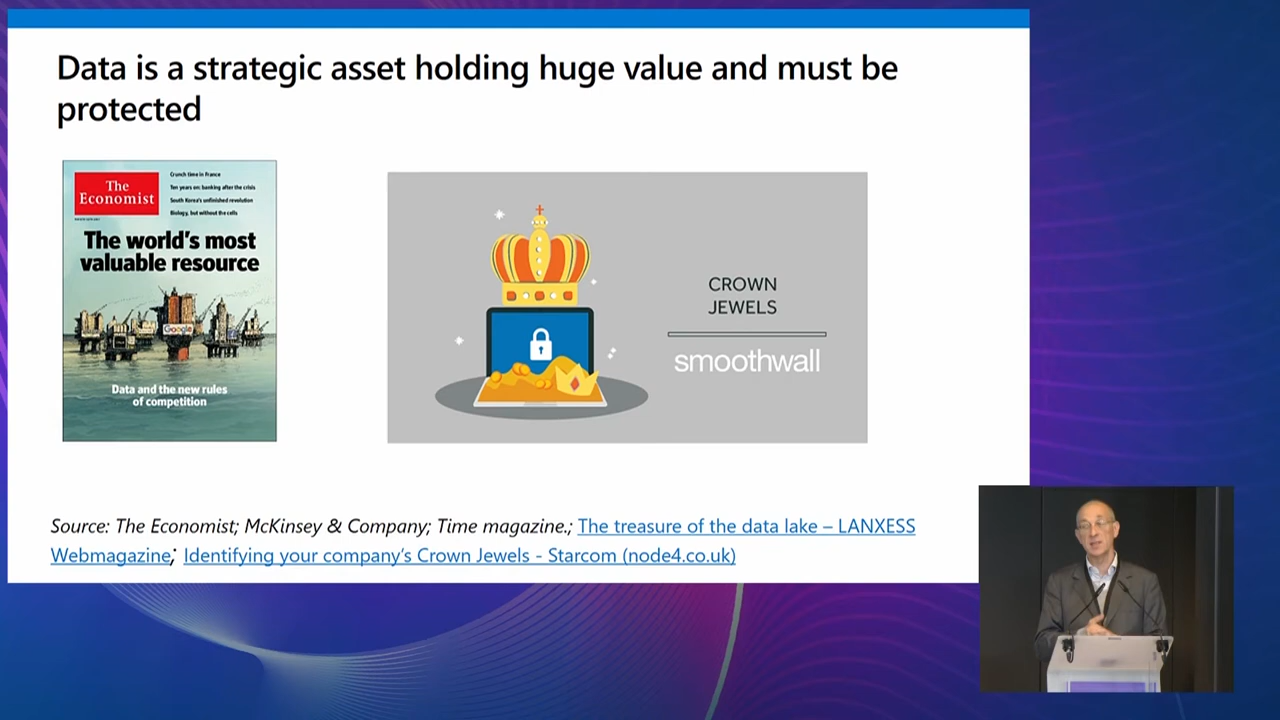 Data is a strategic asset holding huge value and must be
protected
The
Economist
Crunch time in France
Ten years on: banking after the crisis
South Korea's unfinished revolution
Biology, but without the cells
The world's most
valuable resource
Google
Data and the new rules
of competition
CROWN
JEWELS
smoothwall
Source: The Economist; McKinsey & Company; Time magazine.; The treasure of the data lake – LANXESS
Webmagazine; Identifying your company's Crown Jewels - Starcom (node4.co.uk)